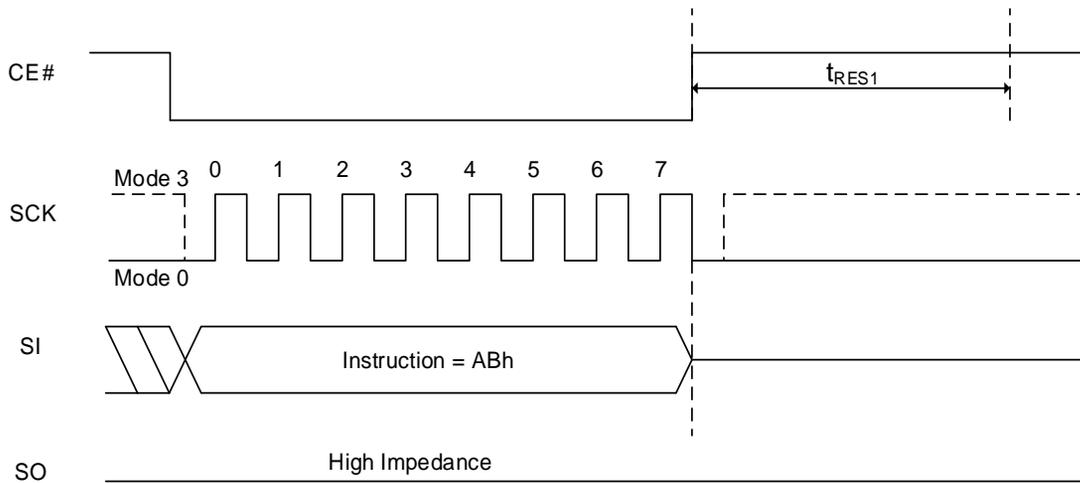 CE#
tRES1
Mode 3
0 1 2 3 4 5 6 7
SCK
Mode 0
SI
Instruction = ABh
SO
High Impedance